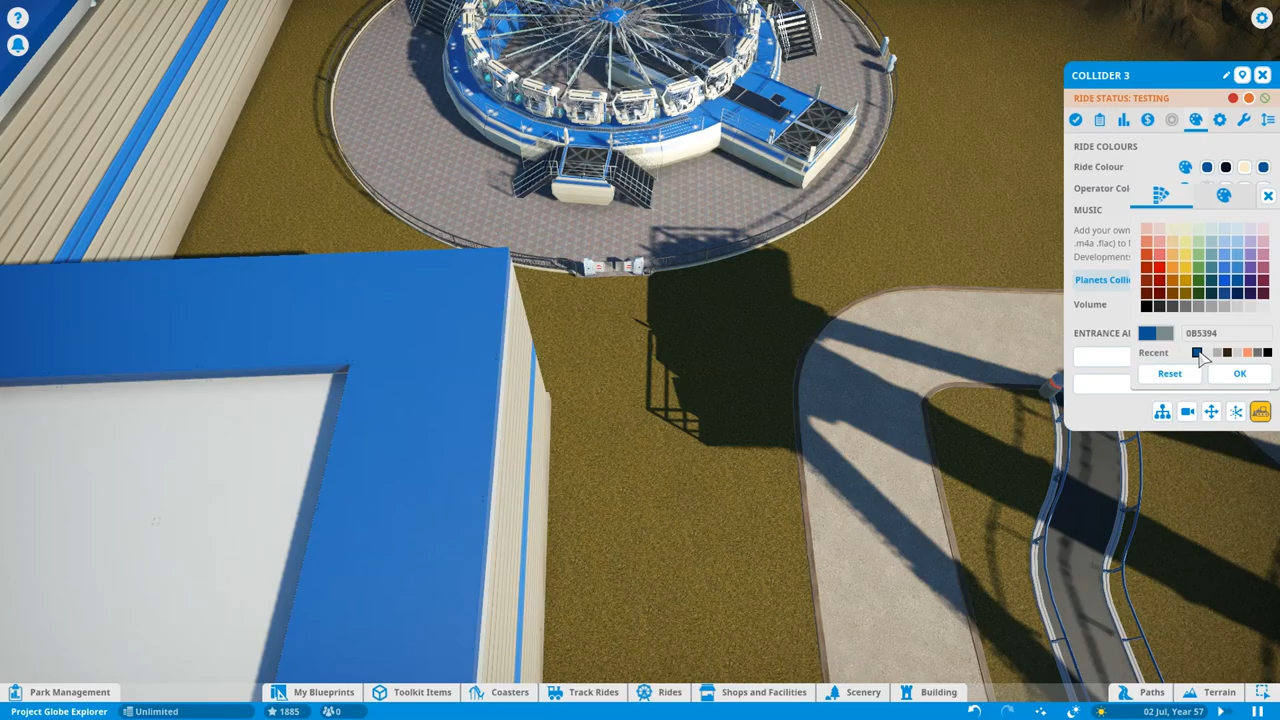 ?
COLLIDER 3
RIDE STATUS: TESTING
RIDE COLOURS
Ride Colour
Operator Col
MUSIC
Add your own
.m4a .flac) to l
Developments
Planets Colli
Volume
ENTRANCE A
0B5394
Recent
Reset
OK
Park Management
My Blueprints
Toolkit Items
Coasters
Track Rides
Rides
Shops and Facilities
Scenery
Building
Paths
Terrain
Project Globe Explorer
Unlimited
1885
0
02 Jul, Year 57